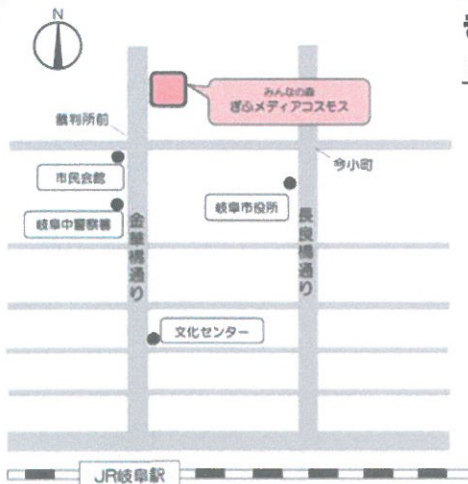 N
みんなの森
ぎふメディアコスモス
裁判所前
今小町
市民会館
岐阜市役所
岐阜中警察署
金華橋通り
長良橋通り
文化センター
JR岐阜駅